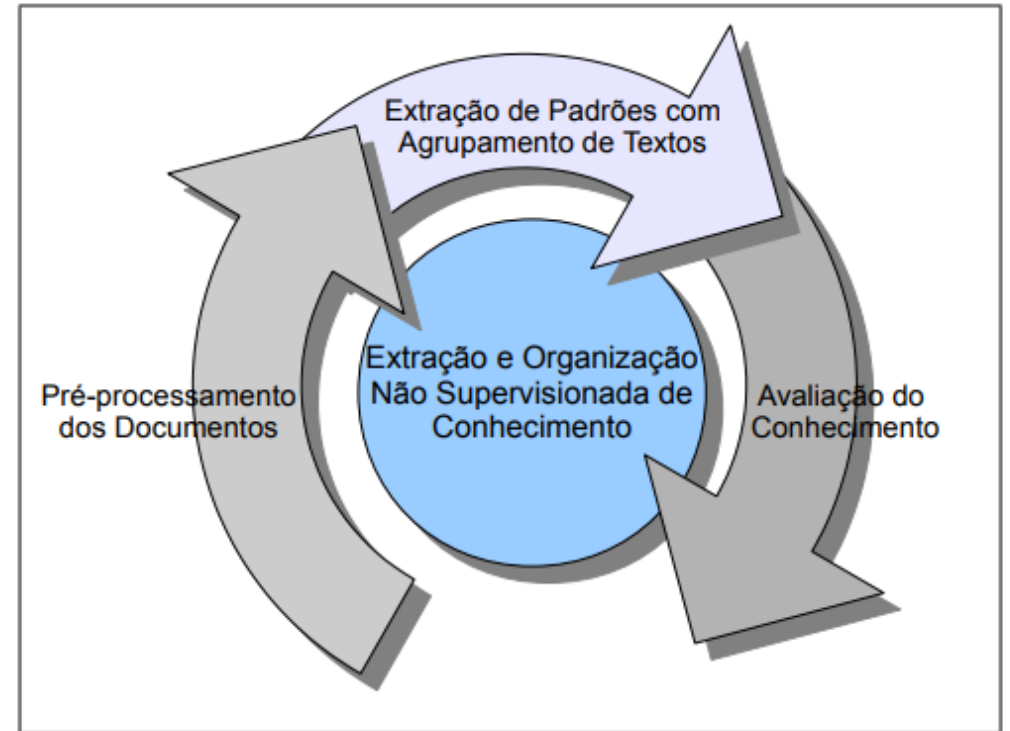 Extração de Padrões com
Agrupamento de Textos
Extração e Organização
Não Supervisionada de
Conhecimento
Pré-processamento
dos Documentos
Avaliação do
Conhecimento